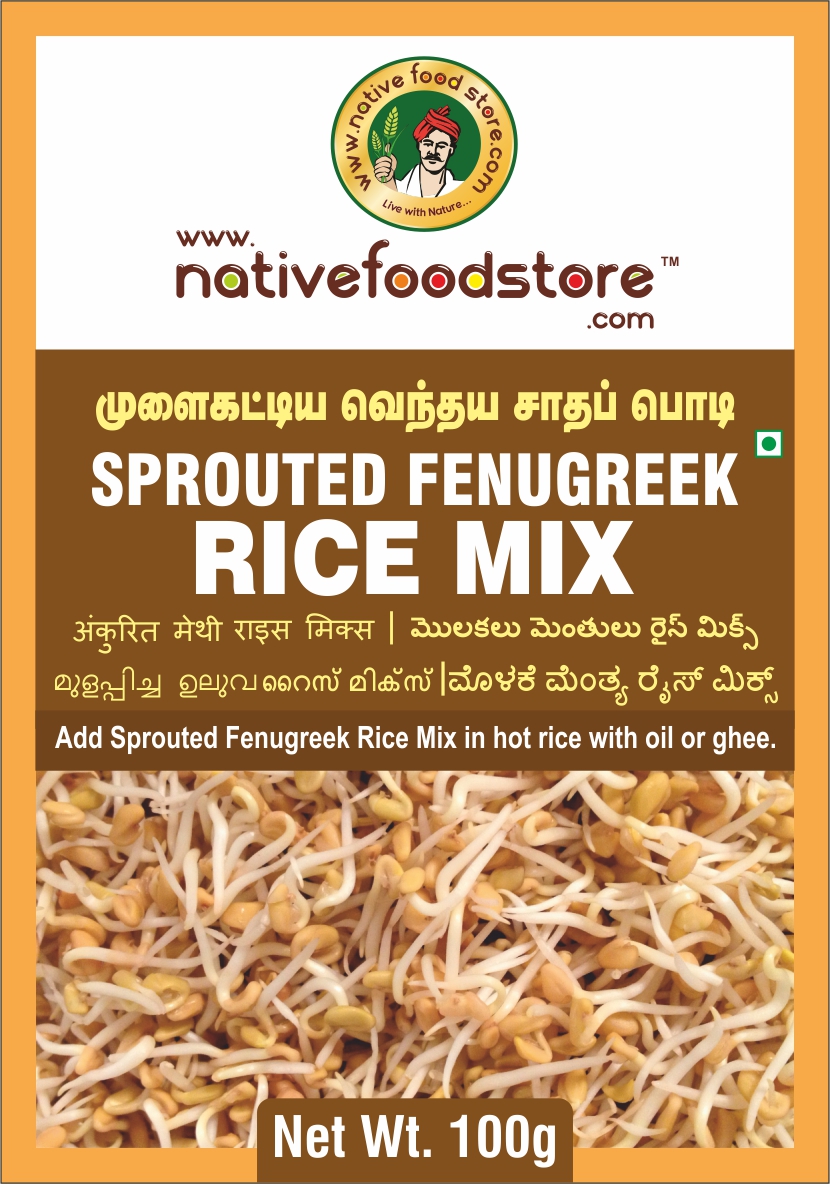 www.native food store.com
Live with Nature...
www.
nativefoodstore™
.com
முளைகட்டிய வெந்தய சாதப் பொடி
SPROUTED FENUGREEK
RICE MIX
अंकुरित मेथी राइस मिक्स | మొలకలు మెంతులు రైస్ మిక్స్
മുളപ്പിച്ച ഉലുവ റൈസ് മിക്സ് | ಮೊಳಕೆ ಮೆಂತ್ಯ ರೈಸ್ ಮಿಕ್ಸ್
Add Sprouted Fenugreek Rice Mix in hot rice with oil or ghee.
Net Wt. 100g